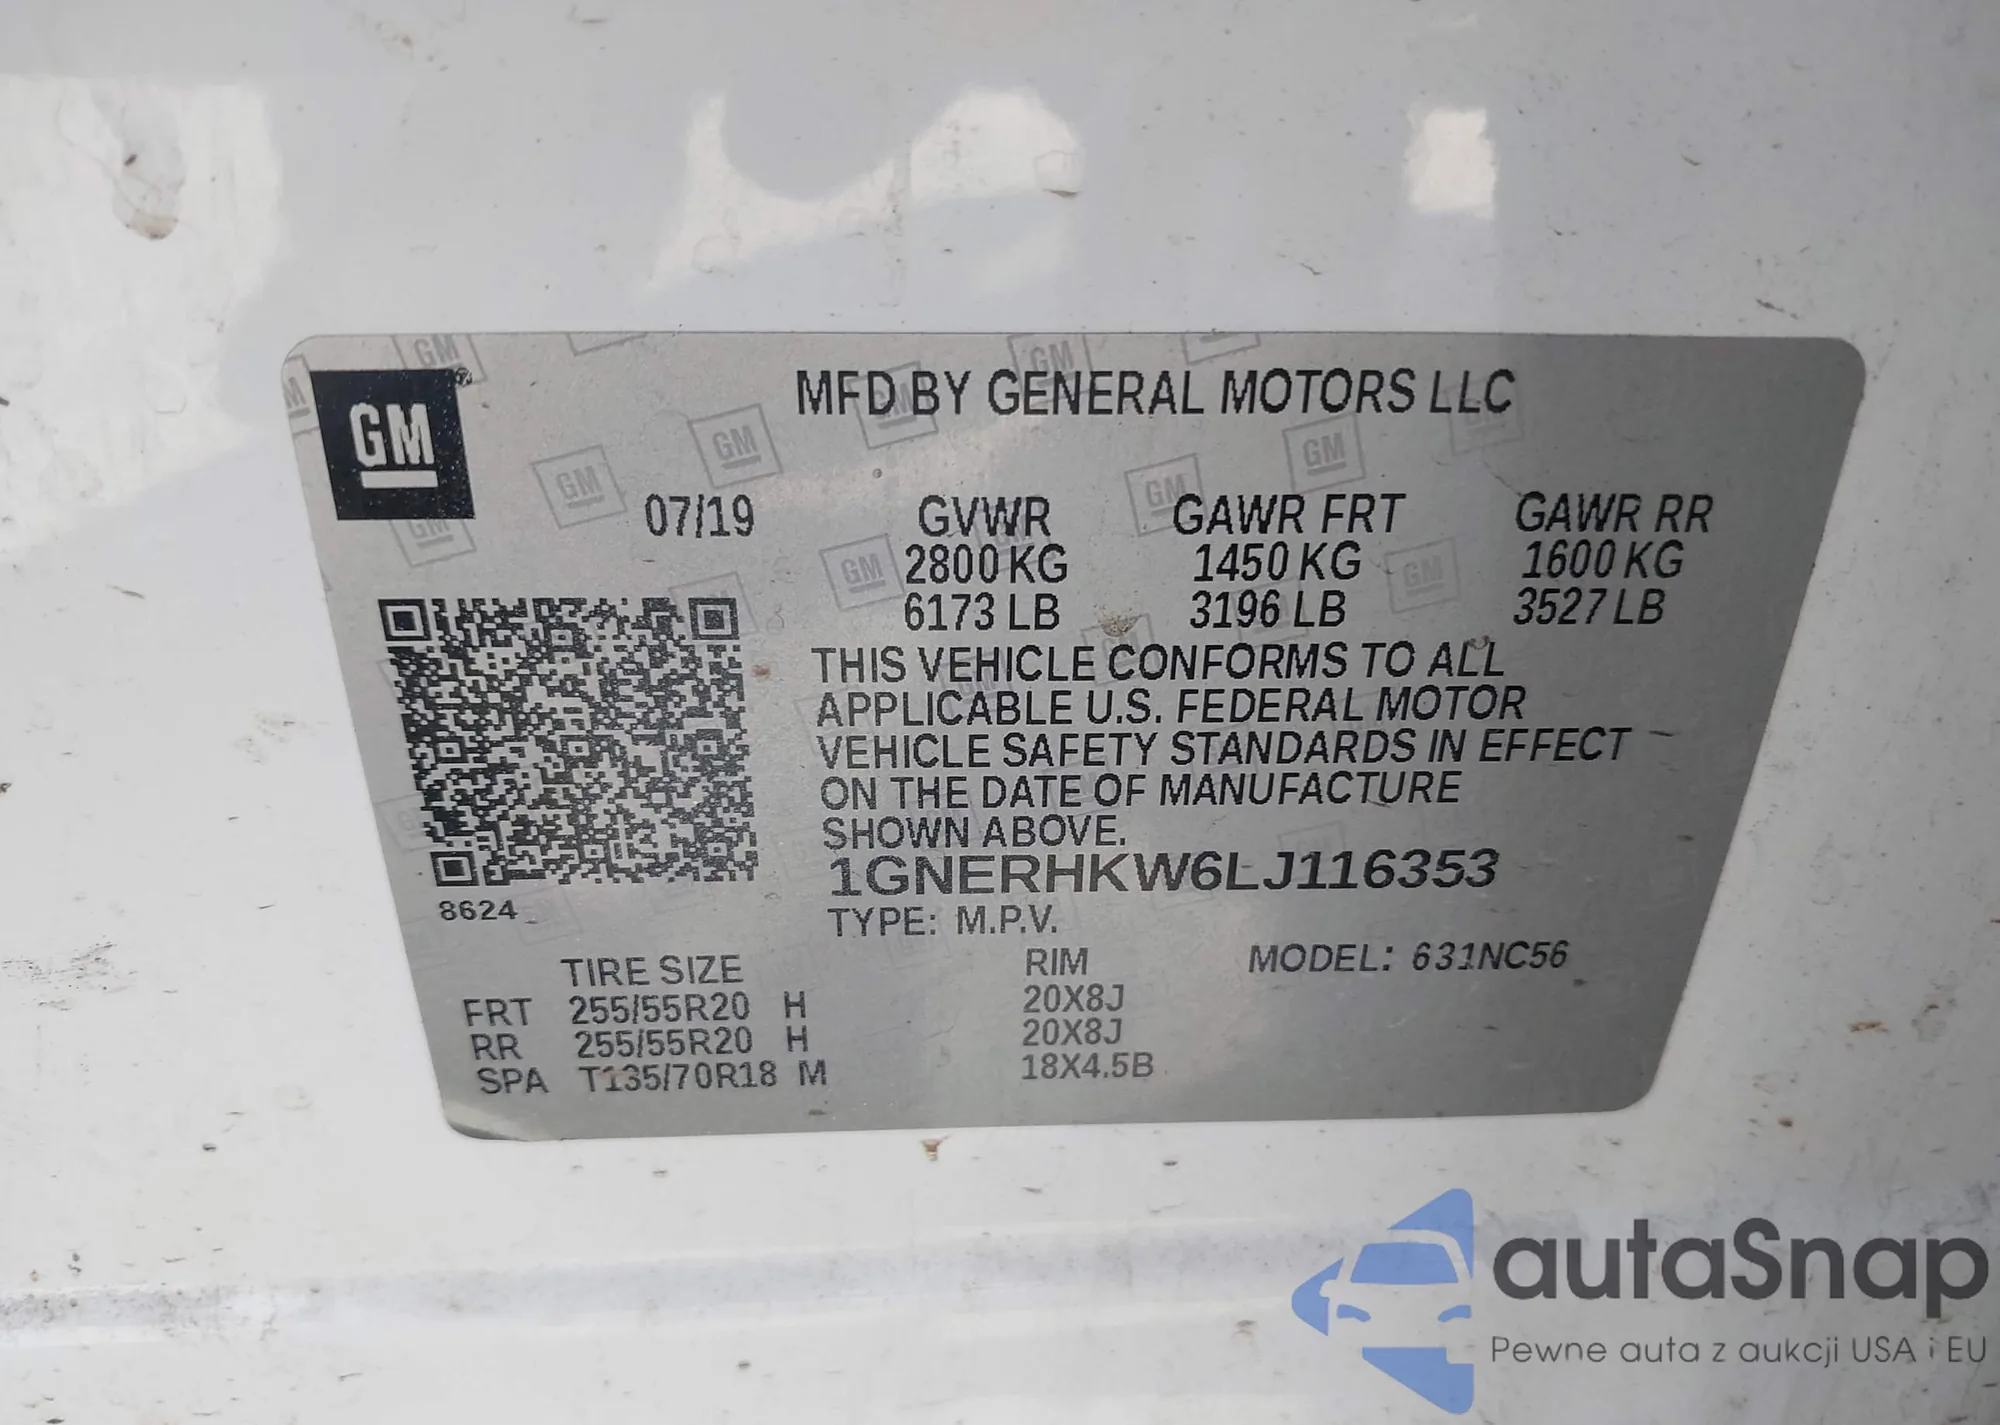 GM
MFD BY GENERAL MOTORS LLC
07/19 GVWR GAWR FRT GAWR RR
2800 KG 1450 KG 1600 KG
6173 LB 3196 LB 3527 LB
THIS VEHICLE CONFORMS TO ALL
APPLICABLE U.S. FEDERAL MOTOR
VEHICLE SAFETY STANDARDS IN EFFECT
ON THE DATE OF MANUFACTURE
SHOWN ABOVE.
1GNERHKW6LJ116353
8624
TYPE: M.P.V.
TIRE SIZE RIM MODEL: 631NC56
FRT 255/55R20 H 20X8J
RR 255/55R20 H 20X8J
SPA T135/70R18 M 18X4.5B
autaSnap
Pewne auta z aukcji USA i EU